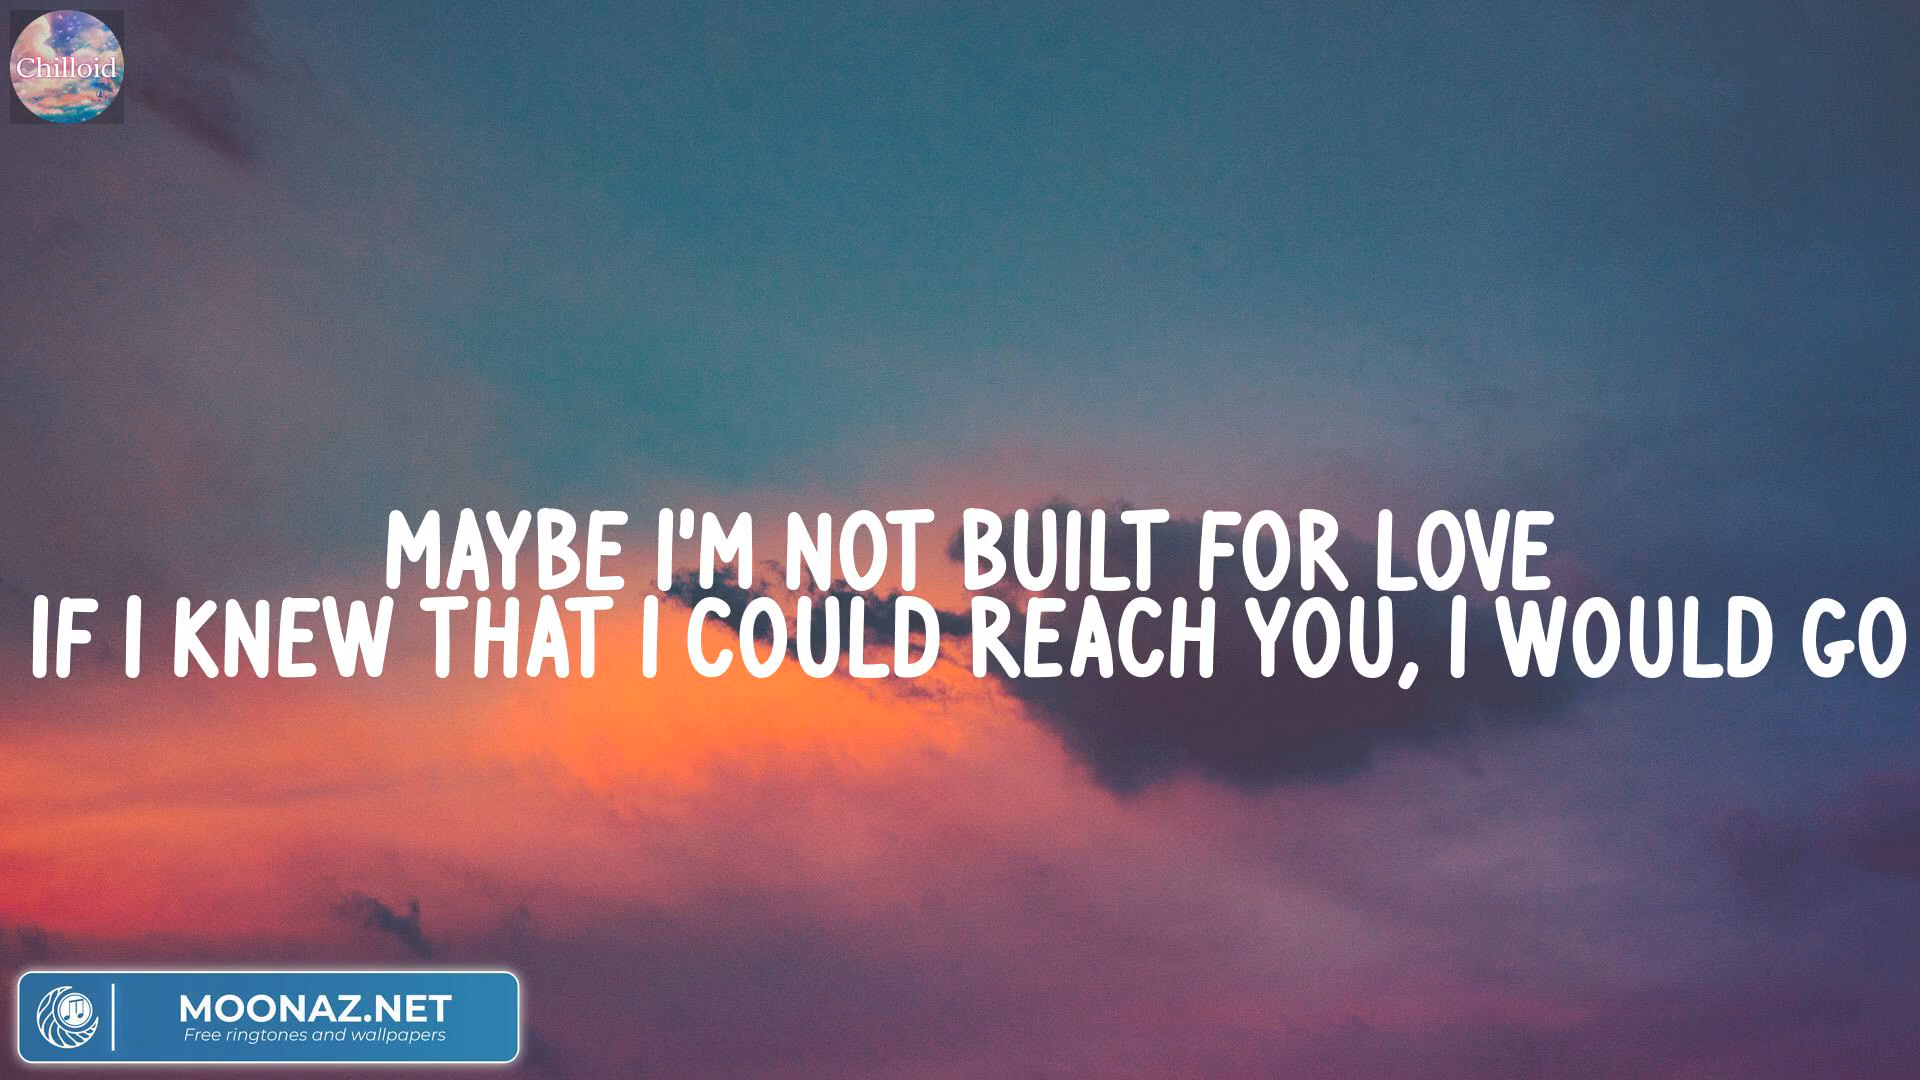 Chilloid
MAYBE I'M NOT BUILT FOR LOVE
IF I KNEW THAT I COULD REACH YOU, I WOULD GO
MOONAZ.NET
Free ringtones and wallpapers